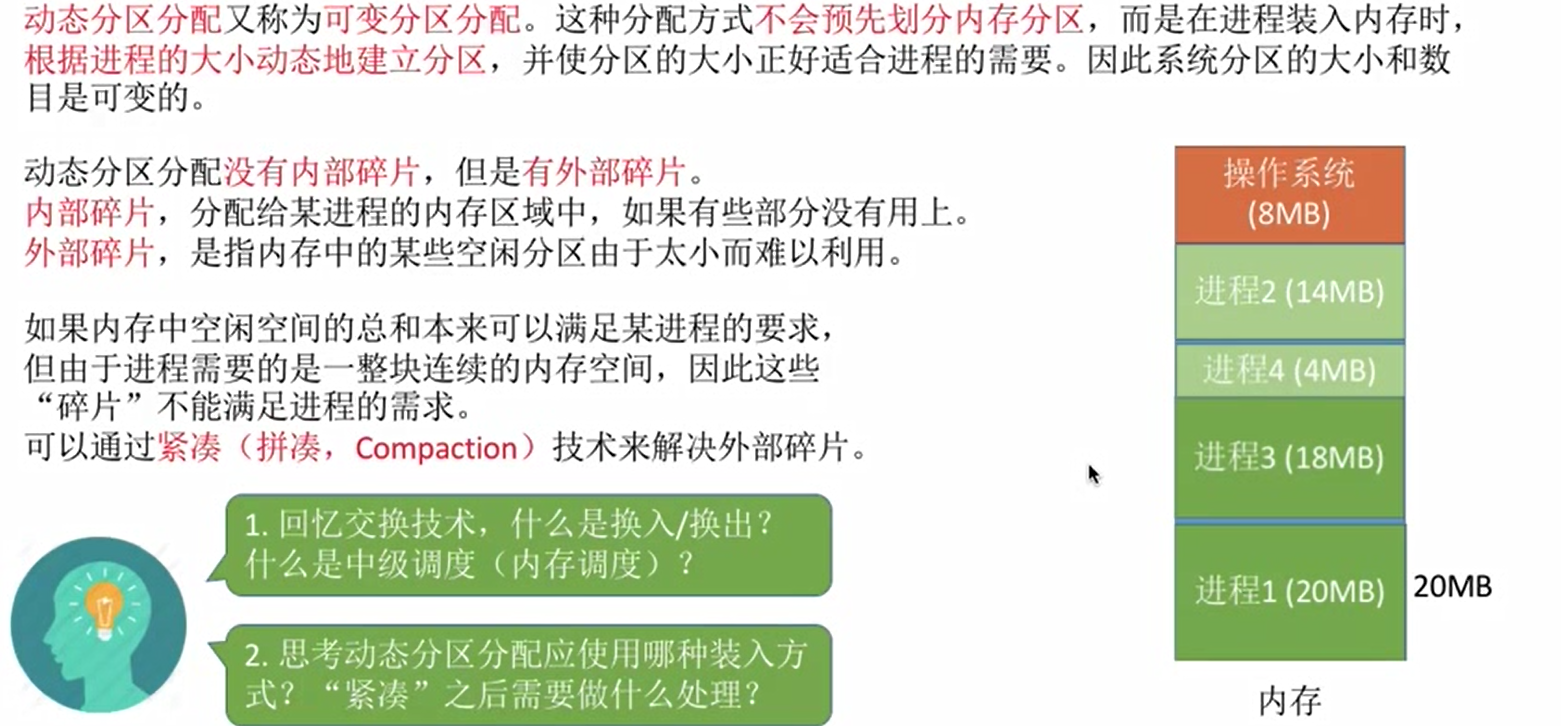 动态分区分配又称为可变分区分配。这种分配方式不会预先划分内存分区，而是在进程装入内存时，
根据进程的大小动态地建立分区，并使分区的大小正好适合进程的需要。因此系统分区的大小和数
目是可变的。
动态分区分配没有内部碎片，但是有外部碎片。
内部碎片，分配给某进程的内存区域中，如果有些部分没有用上。
外部碎片，是指内存中的某些空闲分区由于太小而难以利用。
如果内存中空闲空间的总和本来可以满足某进程的要求，
但由于进程需要的是一整块连续的内存空间，因此这些
“碎片”不能满足进程的需求。
可以通过紧凑（拼凑，Compaction）技术来解决外部碎片。
1. 回忆交换技术，什么是换入/换出？
什么是中级调度（内存调度）？
2. 思考动态分区分配应使用哪种装入方
式？“紧凑”之后需要做什么处理？
操作系统
(8MB)
进程2 (14MB)
进程4 (4MB)
进程3 (18MB)
进程1 (20MB)
20MB
内存